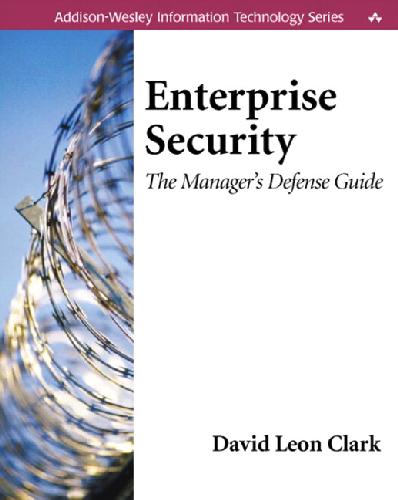 Addison-Wesley Information Technology Series
Enterprise
Security
The Manager's Defense Guide
David Leon Clark